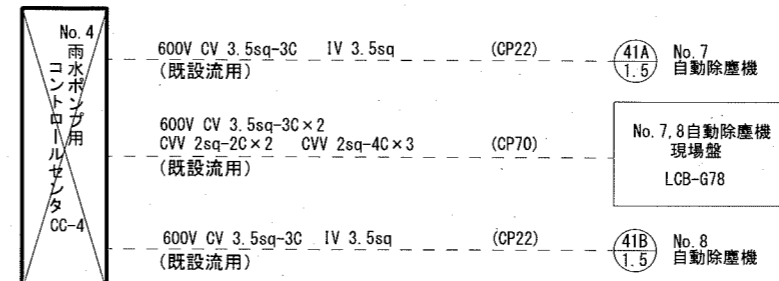 No.4
雨水ポンプ用
コントロールセンタ
CC-4
600V CV 3.5sq-3C IV 3.5sq (CP22)
(既設流用)
41A
1.5
No.7
自動除塵機
600V CV 3.5sq-3C×2
CVV 2sq-2C×2 CVV 2sq-4C×3 (CP70)
(既設流用)
No.7,8自動除塵機
現場盤
LCB-G78
600V CV 3.5sq-3C IV 3.5sq (CP22)
(既設流用)
41B
1.5
No.8
自動除塵機